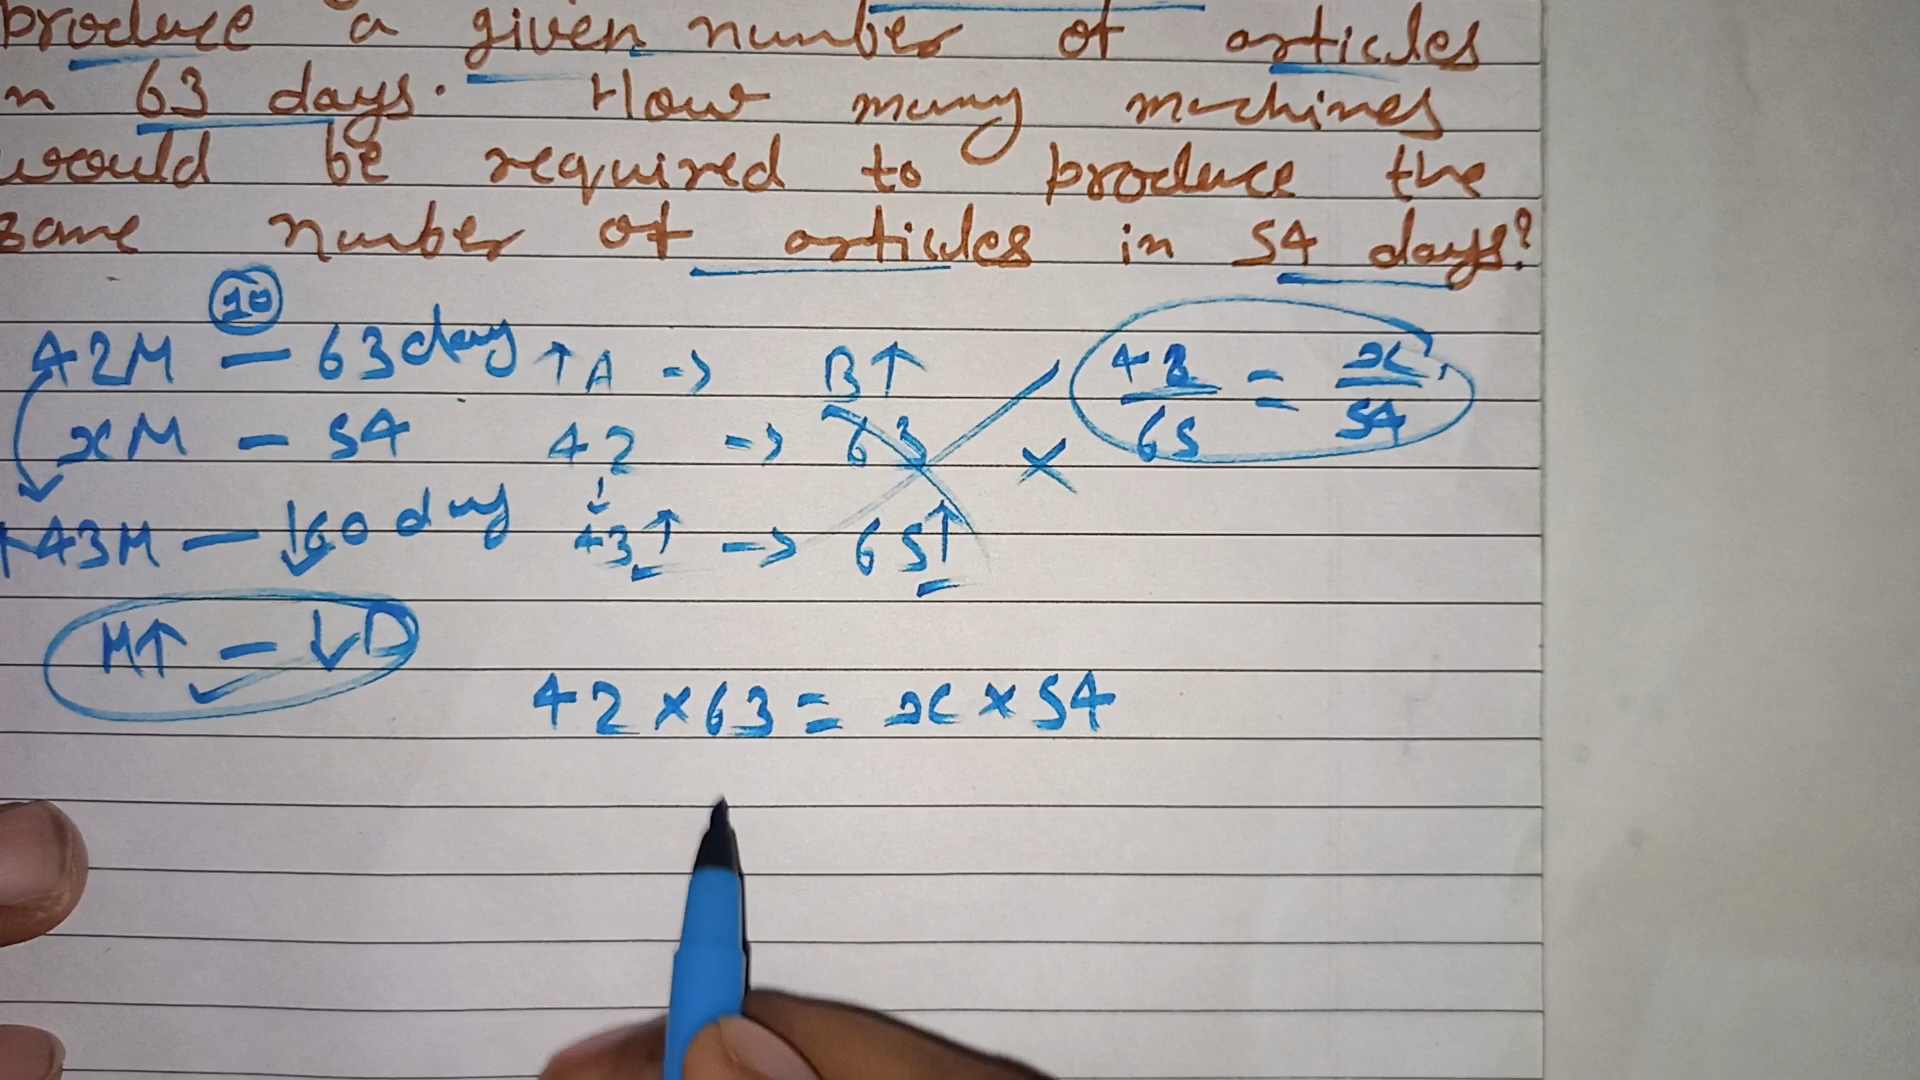 produce a given number of articles
in 63 days. How many machines
would be required to produce the
same number of articles in 54 days?
10
42M — 63 day ↑A -> B↑
xM — 54 42 -> 63 ×
43M — ↓60 day 43↑ -> 65↑
42/63 = x/54
M↑ — ↓D
42 × 63 = x × 54